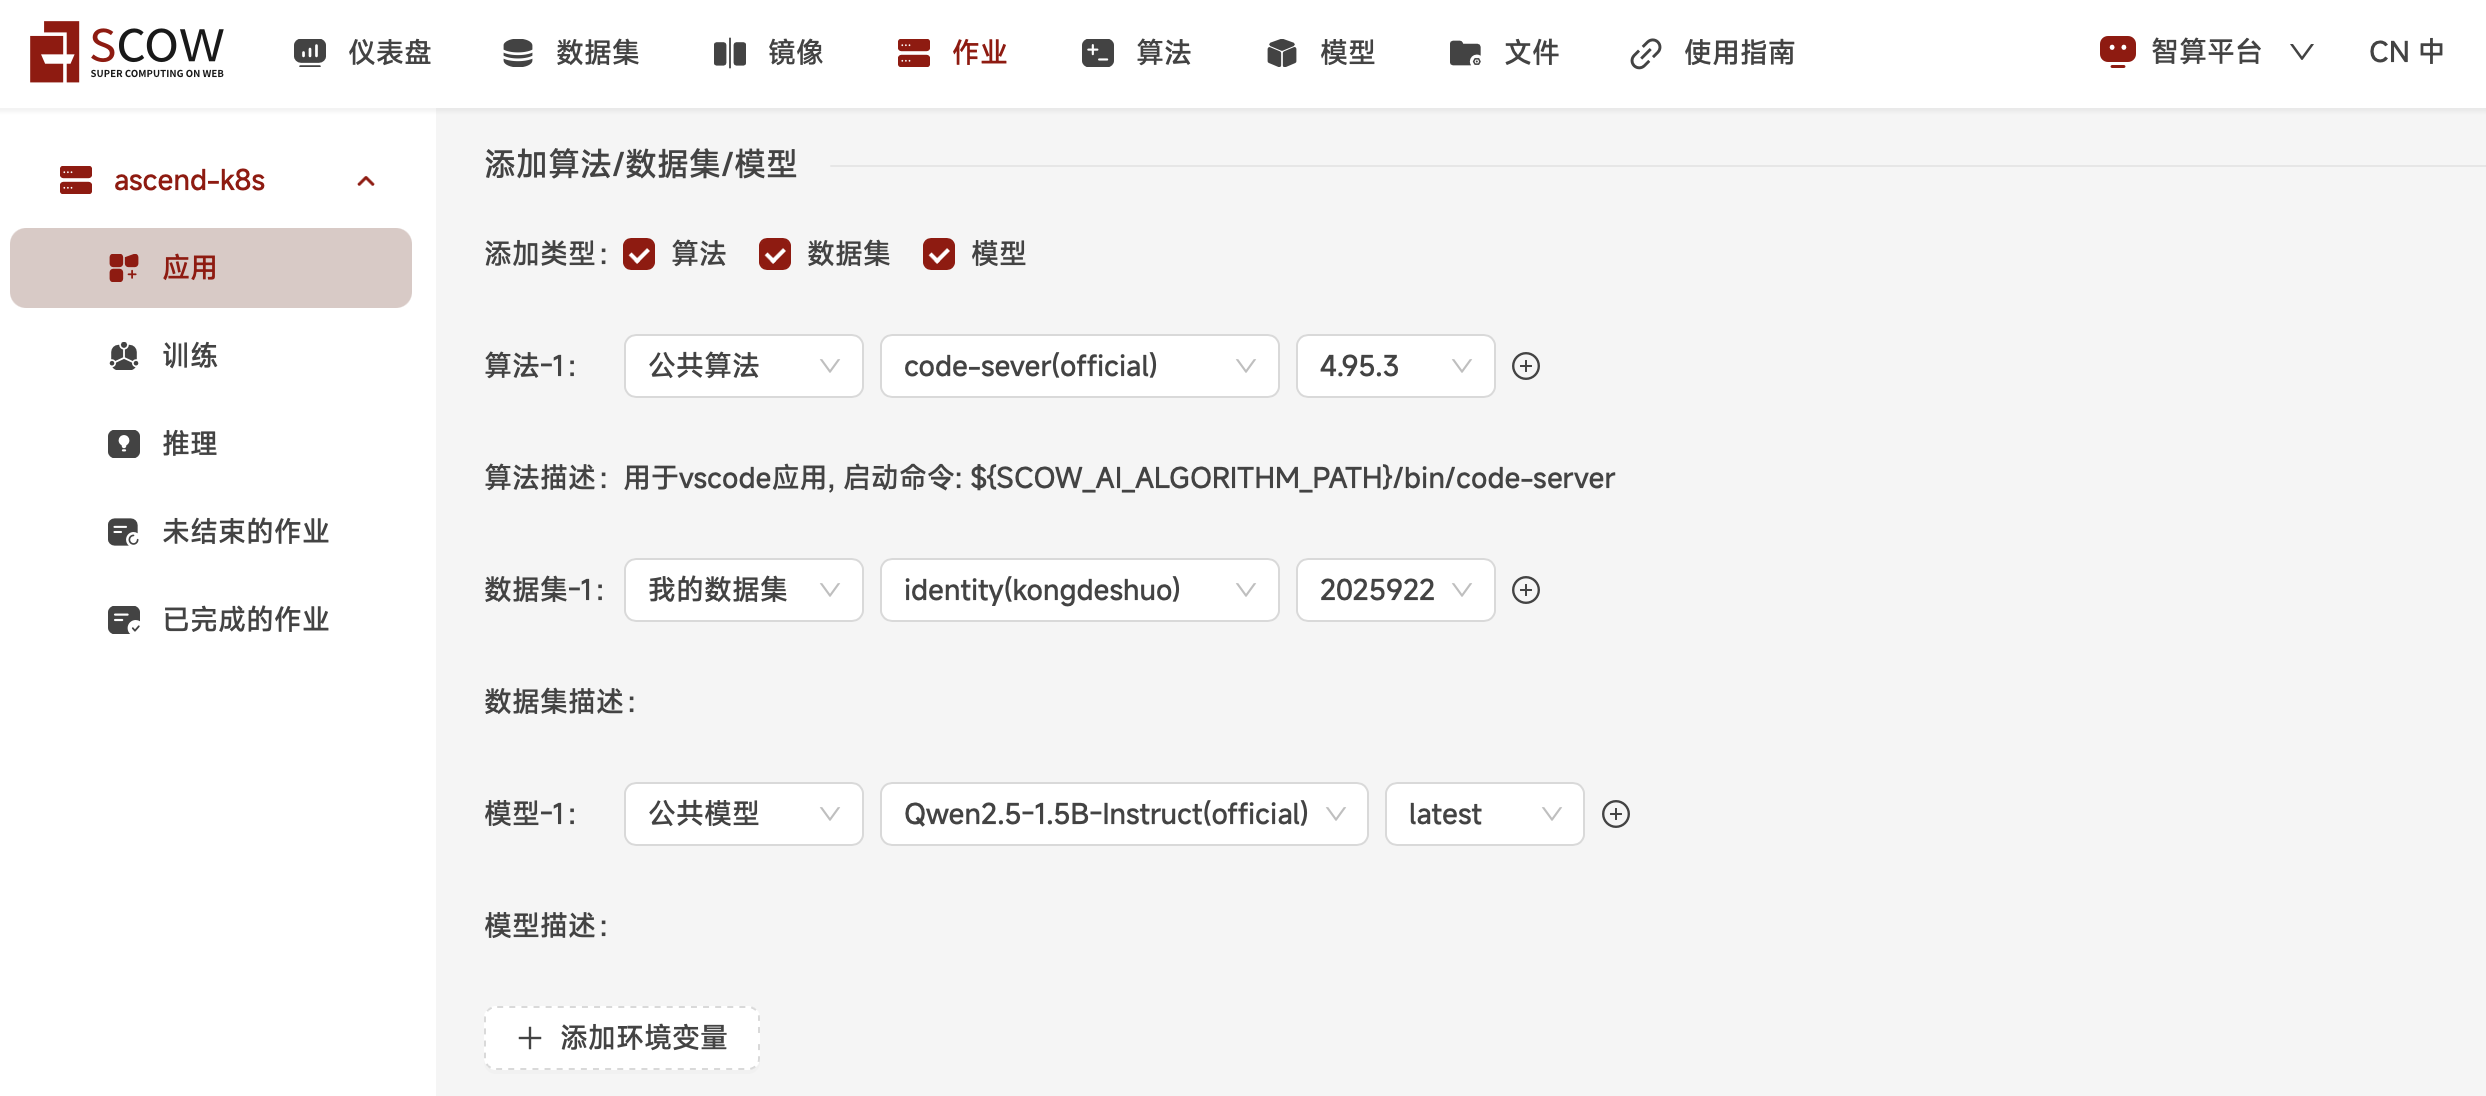 SCOW
SUPER COMPUTING ON WEB
仪表盘 数据集 镜像 作业 算法 模型 文件 使用指南 智算平台 CN 中
ascend-k8s
应用
训练
推理
未结束的作业
已完成的作业
添加算法/数据集/模型
添加类型: 算法 数据集 模型
算法-1: 公共算法 code-sever(official) 4.95.3
算法描述: 用于vscode应用, 启动命令: ${SCOW_AI_ALGORITHM_PATH}/bin/code-server
数据集-1: 我的数据集 identity(kongdeshuo) 2025922
数据集描述:
模型-1: 公共模型 Qwen2.5-1.5B-Instruct(official) latest
模型描述:
+ 添加环境变量